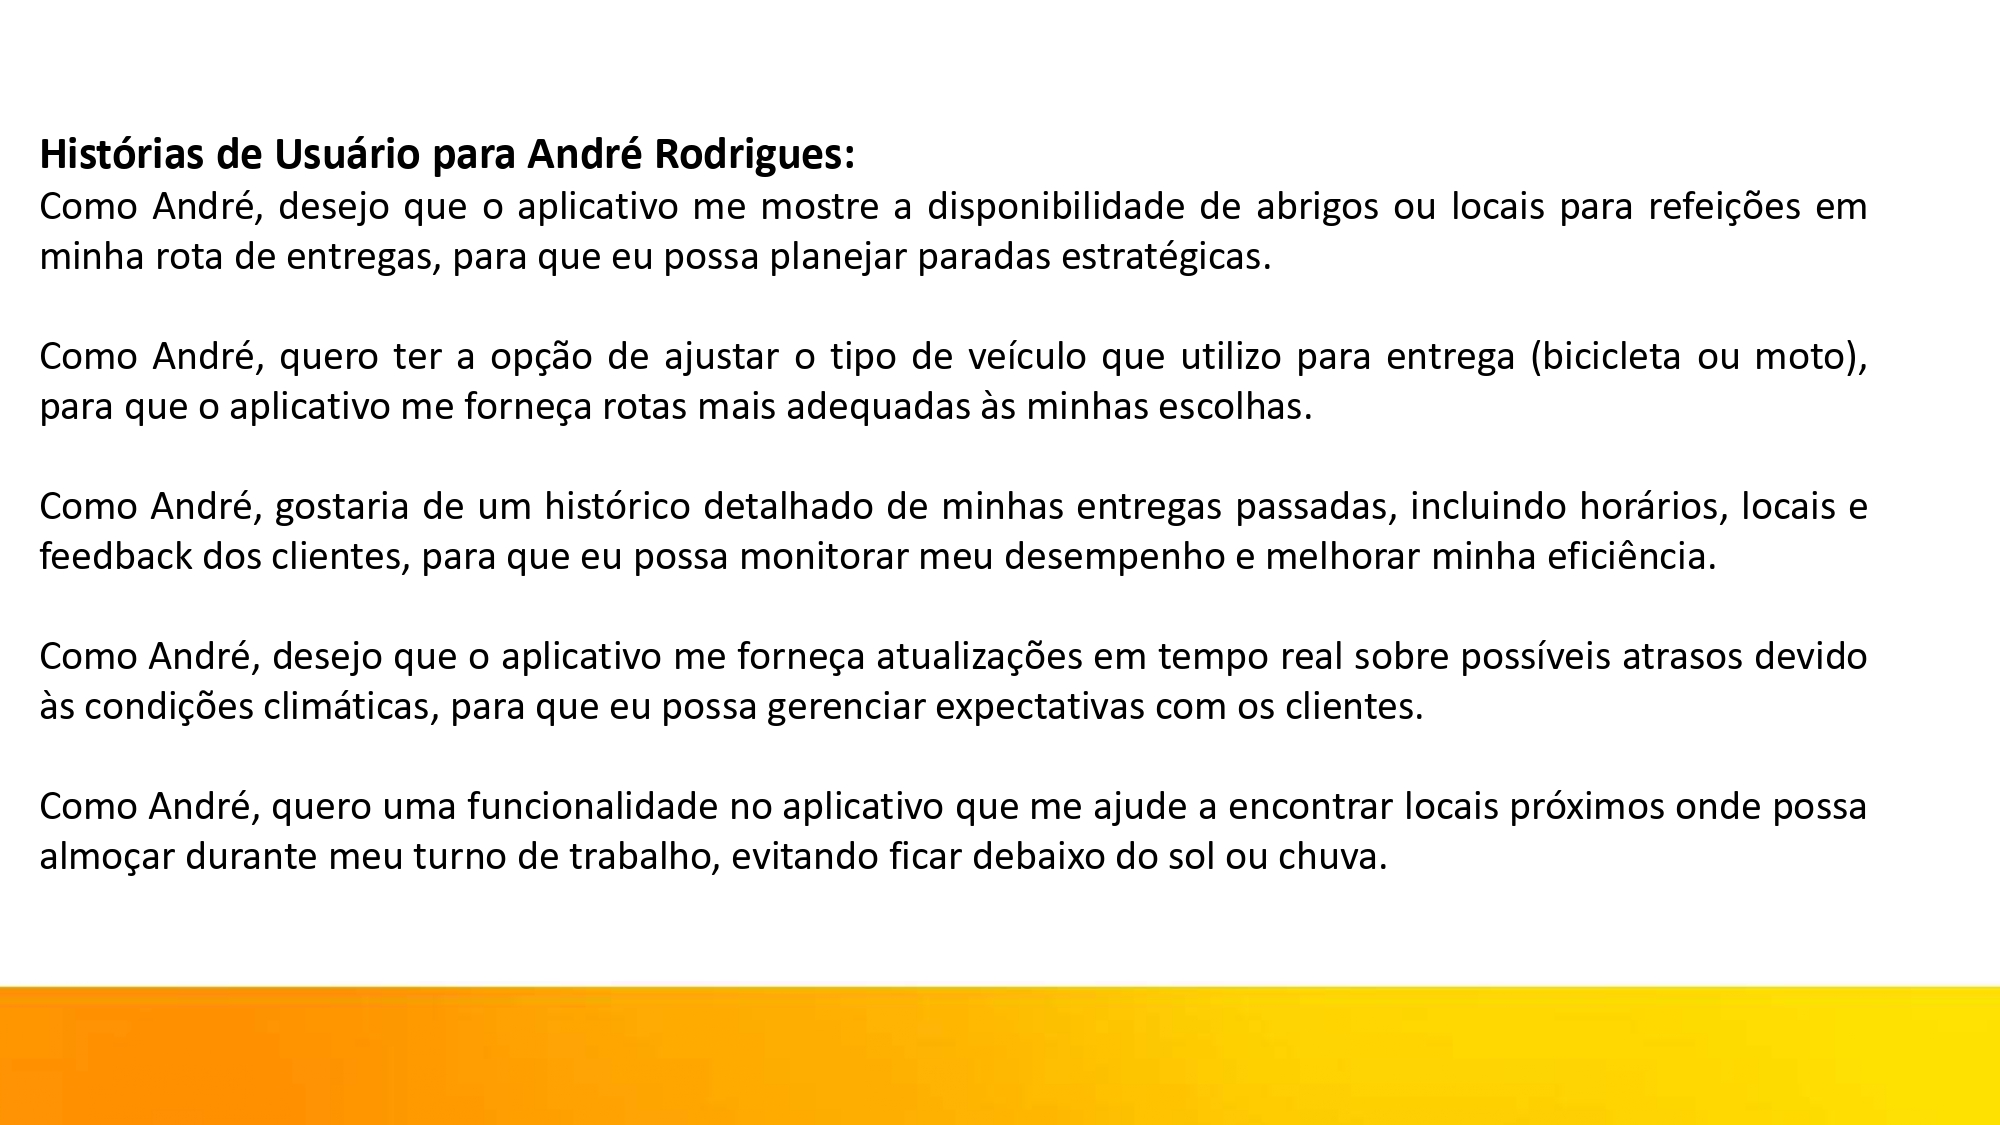 Histórias de Usuário para André Rodrigues:
Como André, desejo que o aplicativo me mostre a disponibilidade de abrigos ou locais para refeições em
minha rota de entregas, para que eu possa planejar paradas estratégicas.
Como André, quero ter a opção de ajustar o tipo de veículo que utilizo para entrega (bicicleta ou moto),
para que o aplicativo me forneça rotas mais adequadas às minhas escolhas.
Como André, gostaria de um histórico detalhado de minhas entregas passadas, incluindo horários, locais e
feedback dos clientes, para que eu possa monitorar meu desempenho e melhorar minha eficiência.
Como André, desejo que o aplicativo me forneça atualizações em tempo real sobre possíveis atrasos devido
às condições climáticas, para que eu possa gerenciar expectativas com os clientes.
Como André, quero uma funcionalidade no aplicativo que me ajude a encontrar locais próximos onde possa
almoçar durante meu turno de trabalho, evitando ficar debaixo do sol ou chuva.